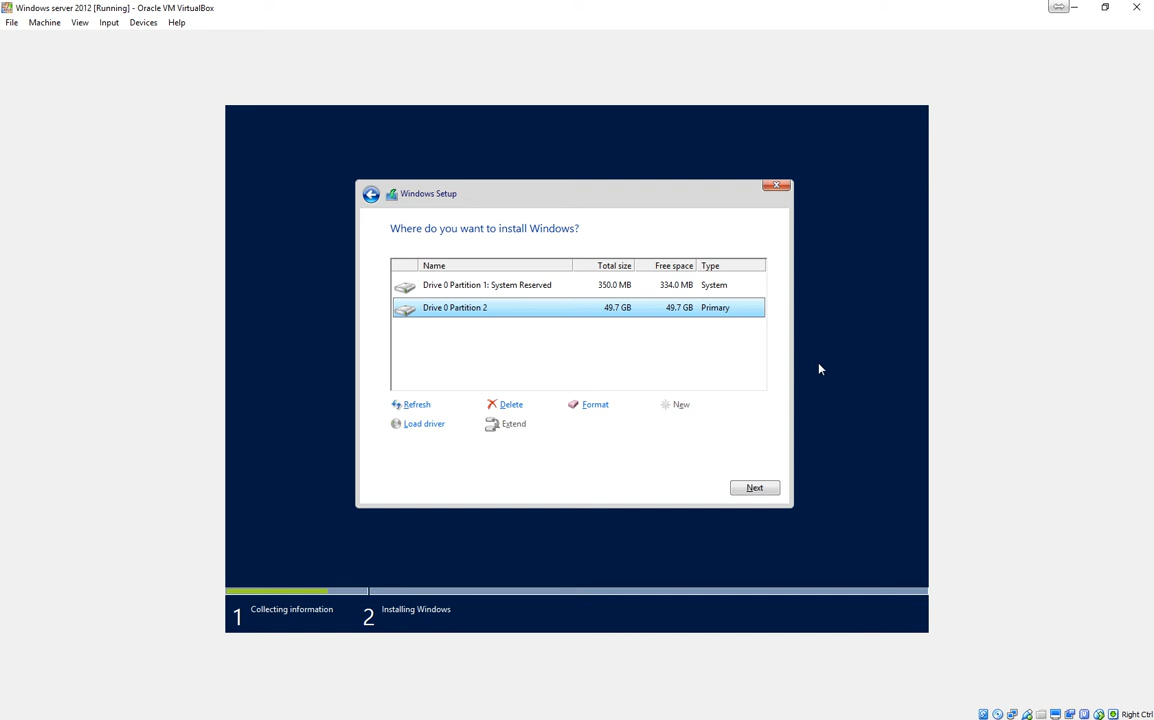 Windows server 2012 [Running] - Oracle VM VirtualBox
File Machine View Input Devices Help
Windows Setup
Where do you want to install Windows?
Name Total size Free space Type
Drive 0 Partition 1: System Reserved 350.0 MB 334.0 MB System
Drive 0 Partition 2 49.7 GB 49.7 GB Primary
Refresh Delete Format New
Load driver Extend
Next
1 Collecting information 2 Installing Windows
Right Ctrl